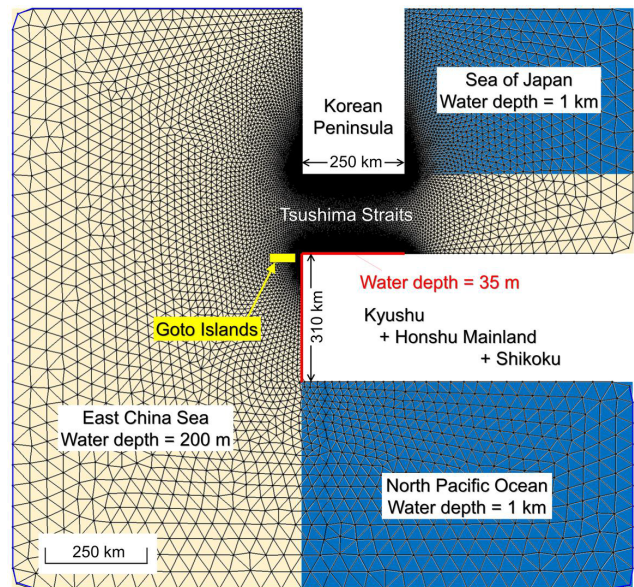 Sea of Japan
Water depth = 1 km
Korean
Peninsula
250 km
Tsushima Straits
Water depth = 35 m
310 km
Goto Islands
Kyushu
+ Honshu Mainland
+ Shikoku
East China Sea
Water depth = 200 m
North Pacific Ocean
Water depth = 1 km
250 km